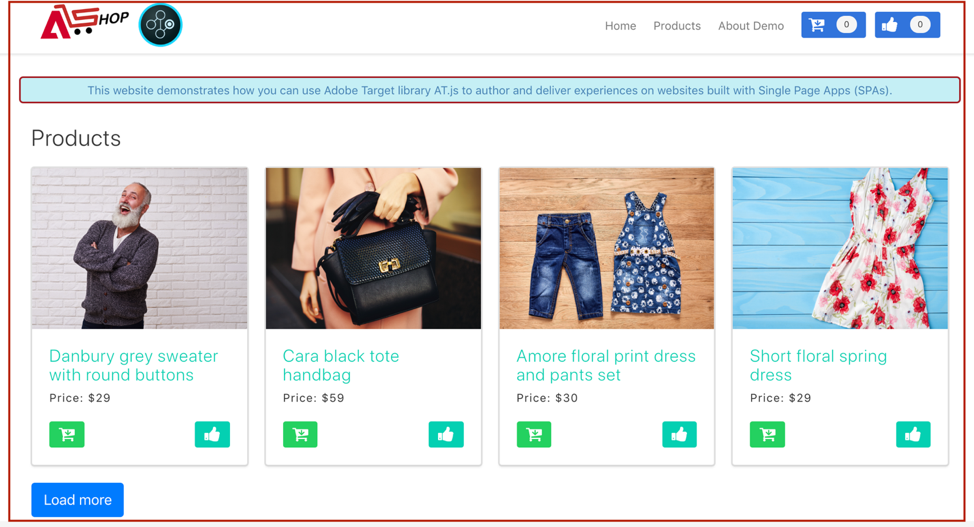 SHOP
Home Products About Demo 0 0
This website demonstrates how you can use Adobe Target library AT.js to author and deliver experiences on websites built with Single Page Apps (SPAs).
Products
Danbury grey sweater
with round buttons
Price: $29
Cara black tote
handbag
Price: $59
Amore floral print dress
and pants set
Price: $30
Short floral spring
dress
Price: $29
Load more